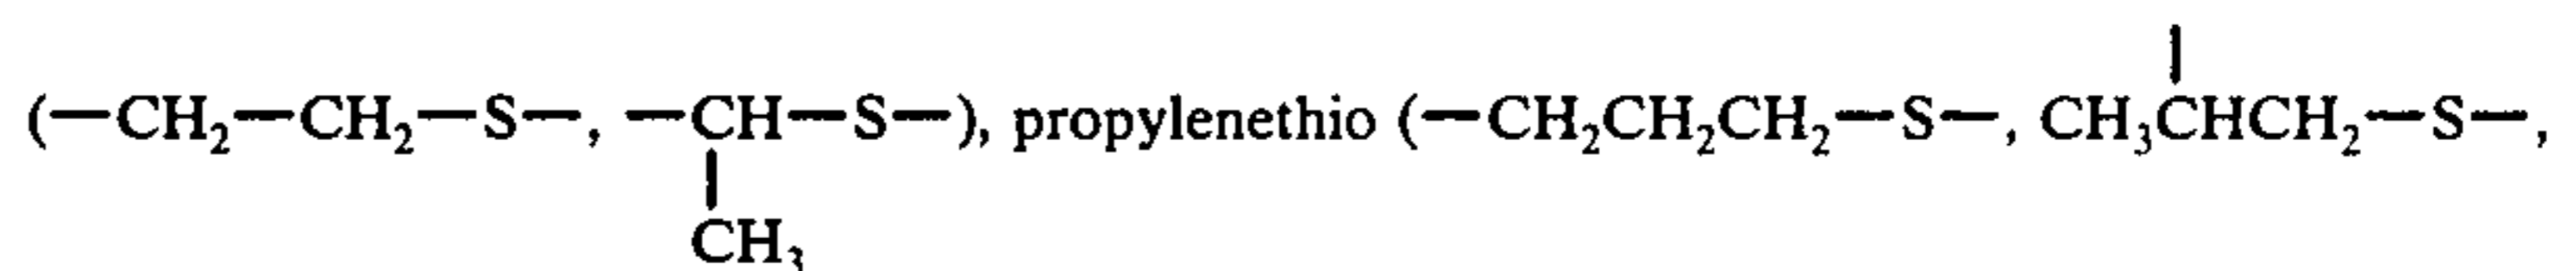 (—CH₂—CH₂—S—, —CH—S—), propylenethio (—CH₂CH₂CH₂—S—, CH₃CHCH₂—S—,
CH₃